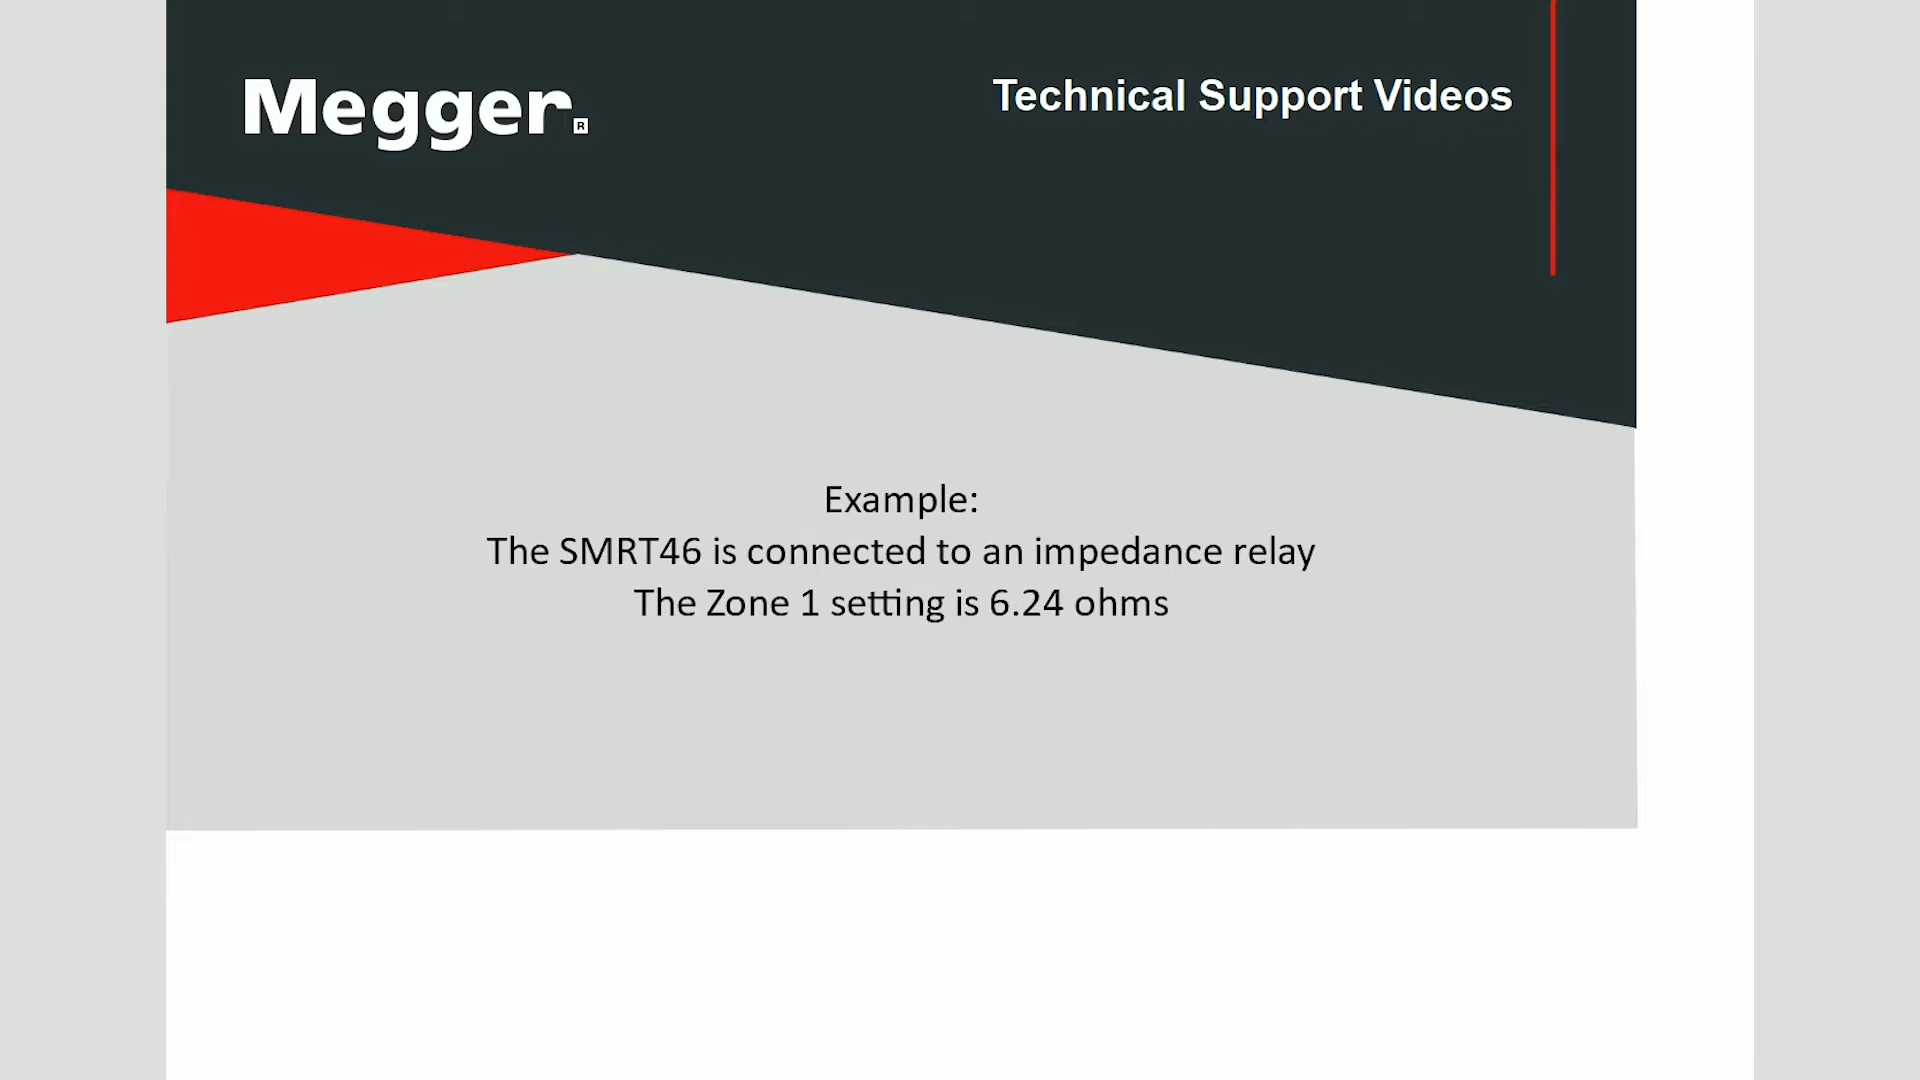 Megger®
Technical Support Videos
Example:
The SMRT46 is connected to an impedance relay
The Zone 1 setting is 6.24 ohms